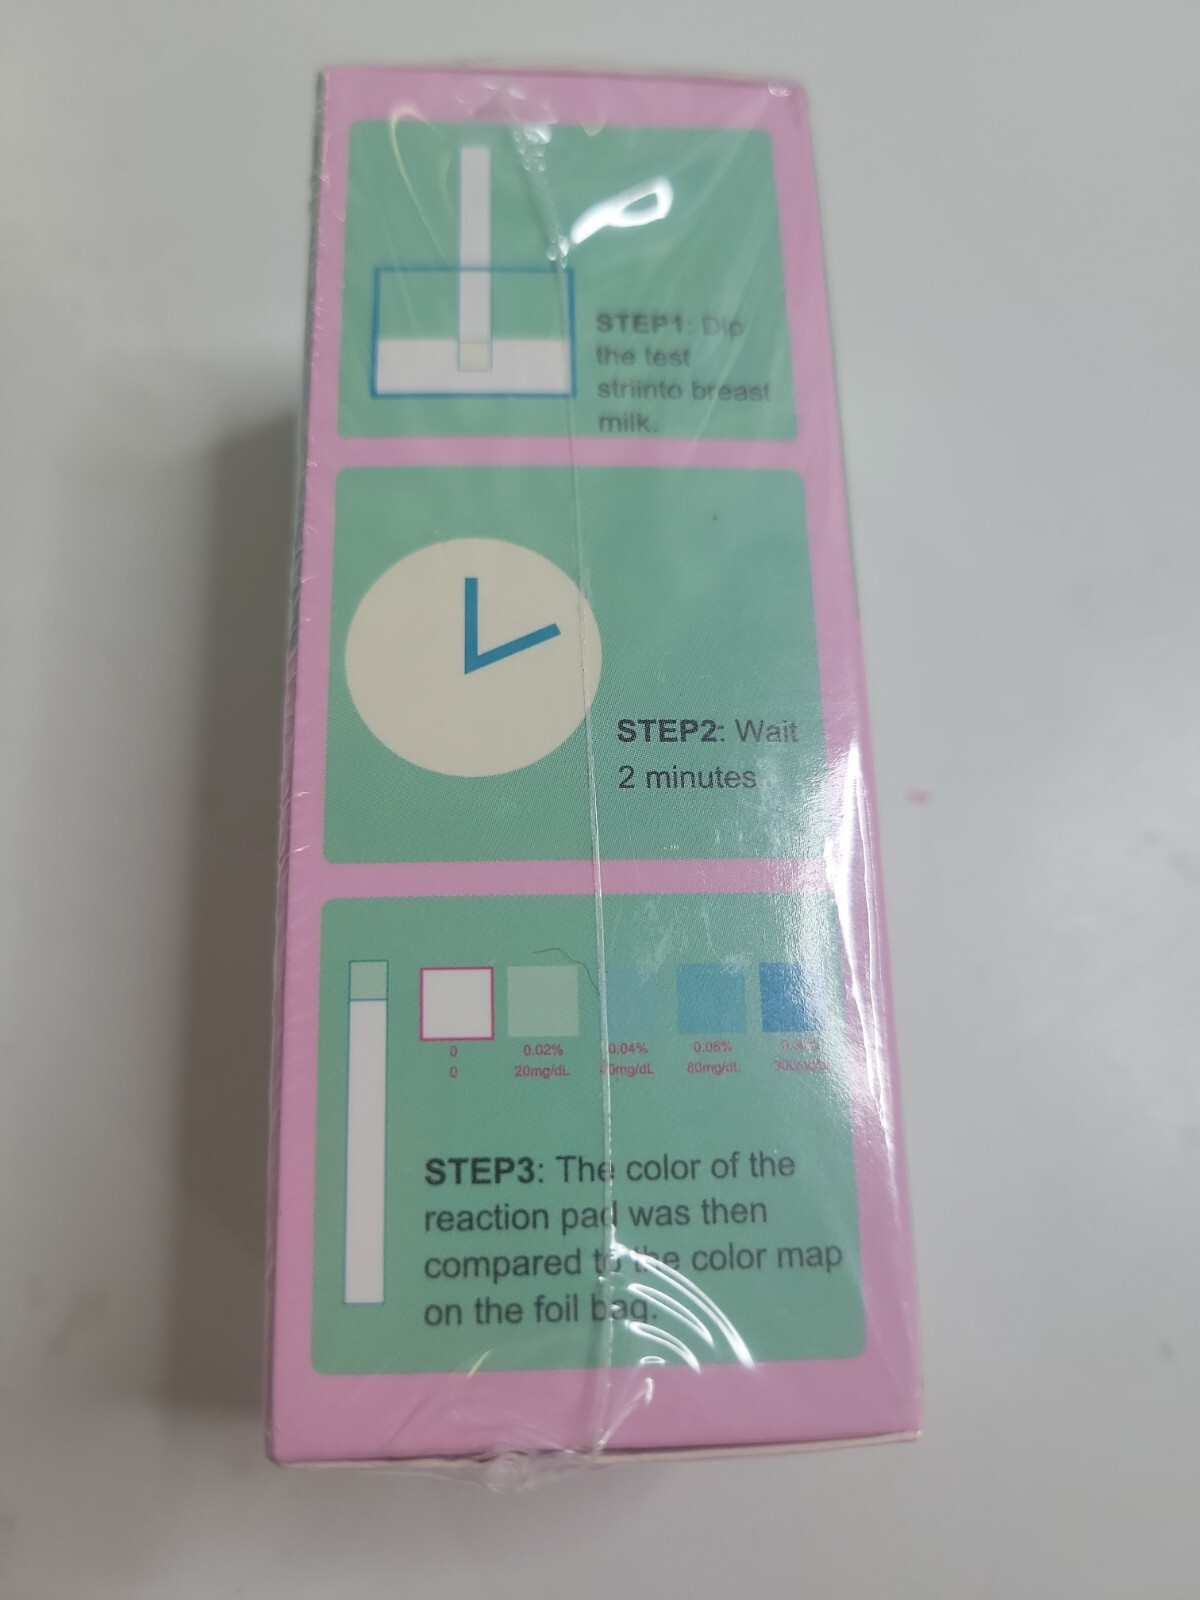 STEP1: Dip
the test
striinto breast
milk.
STEP2: Wait
2 minutes
0 0.02% 0.04% 0.08%
0 20mg/dL 80mg/dL
STEP3: The color of the
reaction pad was then
compared to the color map
on the foil bag.